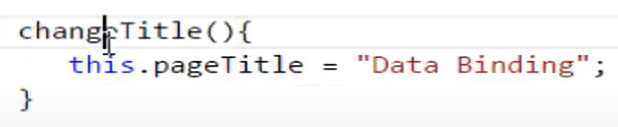 changeTitle(){
this.pageTitle = "Data Binding";
}